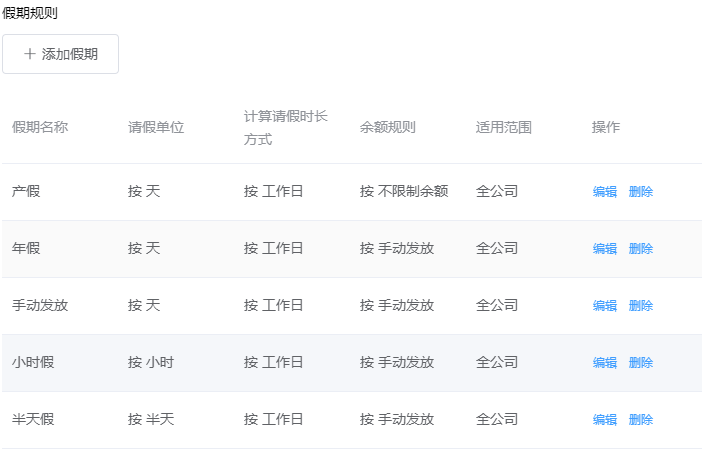 假期规则
+ 添加假期
假期名称 请假单位 计算请假时长方式 余额规则 适用范围 操作
产假 按 天 按 工作日 按 不限制余额 全公司 编辑 删除
年假 按 天 按 工作日 按 手动发放 全公司 编辑 删除
手动发放 按 天 按 工作日 按 手动发放 全公司 编辑 删除
小时假 按 小时 按 工作日 按 手动发放 全公司 编辑 删除
半天假 按 半天 按 工作日 按 手动发放 全公司 编辑 删除